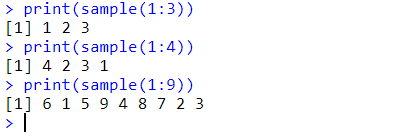 > print(sample(1:3))
[1] 1 2 3
> print(sample(1:4))
[1] 4 2 3 1
> print(sample(1:9))
[1] 6 1 5 9 4 8 7 2 3
>